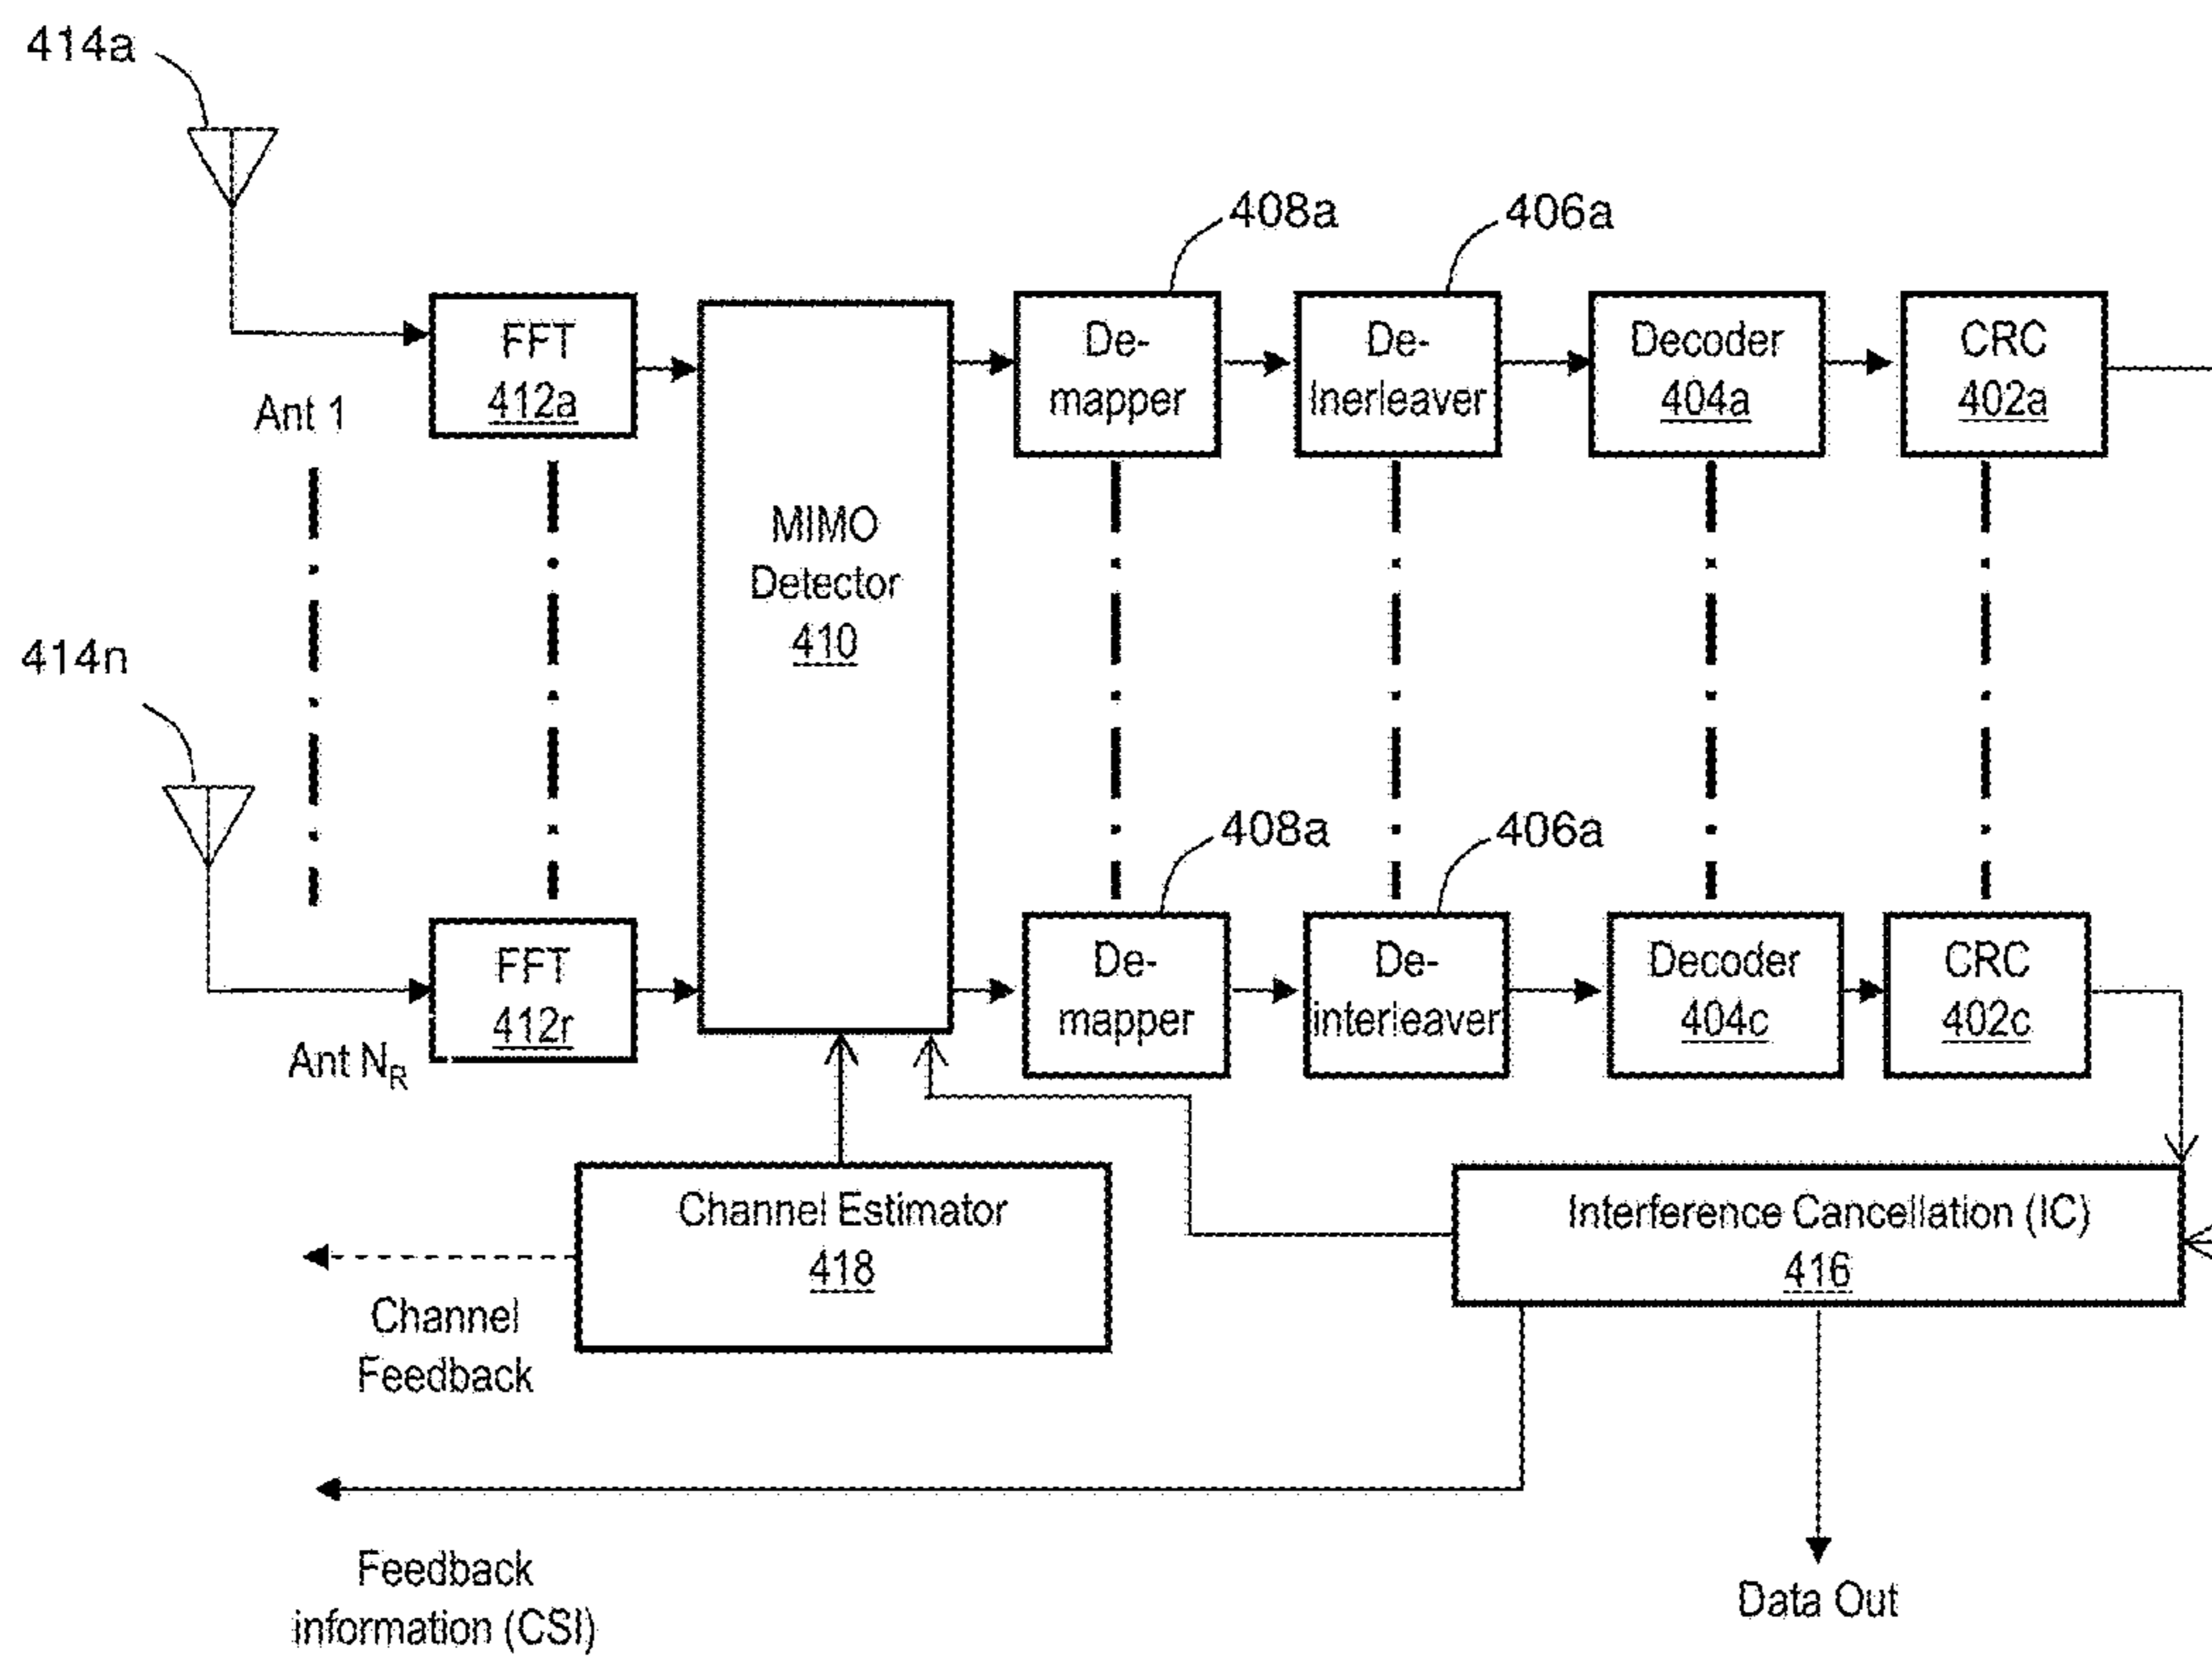 414a
408a
406a
FFT
412a
De-
mapper
De-
Inerleaver
Decoder
404a
CRC
402a
Ant 1
MIMO
Detector
410
414n
408a
406a
FFT
412r
De-
mapper
De-
interleaver
Decoder
404c
CRC
402c
Ant NR
Channel Estimator
418
Interference Cancellation (IC)
416
Channel
Feedback
Feedback
information (CSI)
Data Out